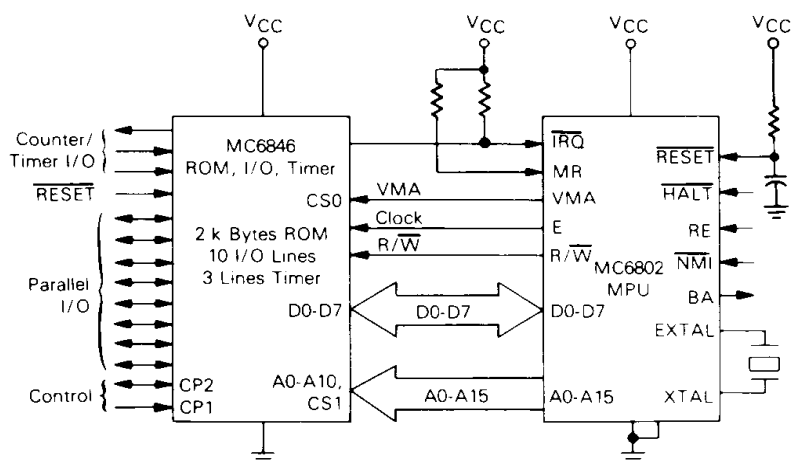 VCC
VCC
VCC
VCC
Counter/
Timer I/O
RESET
Parallel
I/O
Control
MC6846
ROM, I/O, Timer
CS0
2 k Bytes ROM
10 I/O Lines
3 Lines Timer
D0-D7
A0-A10,
CS1
CP2
CP1
VMA
Clock
R/W
D0-D7
A0-A15
IRQ
MR
VMA
E
R/W
MC6802
MPU
D0-D7
A0-A15
RESET
HALT
RE
NMI
BA
EXTAL
XTAL